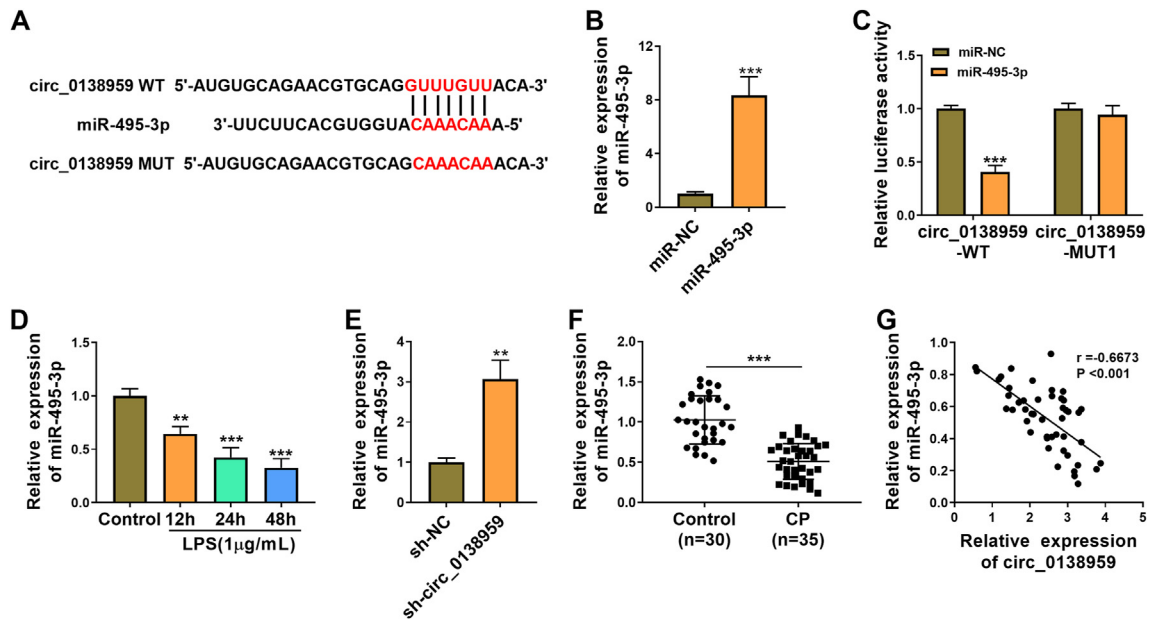 A
circ_0138959 WT 5'-AUGUGCAGAACGTGCAGGUUUGUUACA-3'
miR-495-3p 3'-UUCUUCACGUGGUACAAACAAA-5'
circ_0138959 MUT 5'-AUGUGCAGAACGTGCAGCAAACAAACA-3'
B
Relative expression
of miR-495-3p
12
8
4
0
***
miR-NC
miR-495-3p
C
Relative luciferase activity
1.5
1.0
0.5
0.0
miR-NC
miR-495-3p
***
circ_0138959
-WT
circ_0138959
-MUT1
D
Relative expression
of miR-495-3p
1.5
1.0
0.5
0.0
**
***
***
Control 12h 24h 48h
LPS(1μg/mL)
E
Relative expression
of miR-495-3p
4
3
2
1
0
**
sh-NC
sh-circ_0138959
F
Relative expression
of miR-495-3p
2.0
1.5
1.0
0.5
0.0
***
Control
(n=30)
CP
(n=35)
G
Relative expression
of miR-495-3p
1.0
0.8
0.6
0.4
0.2
0.0
r =-0.6673
P <0.001
0 1 2 3 4 5
Relative expression
of circ_0138959